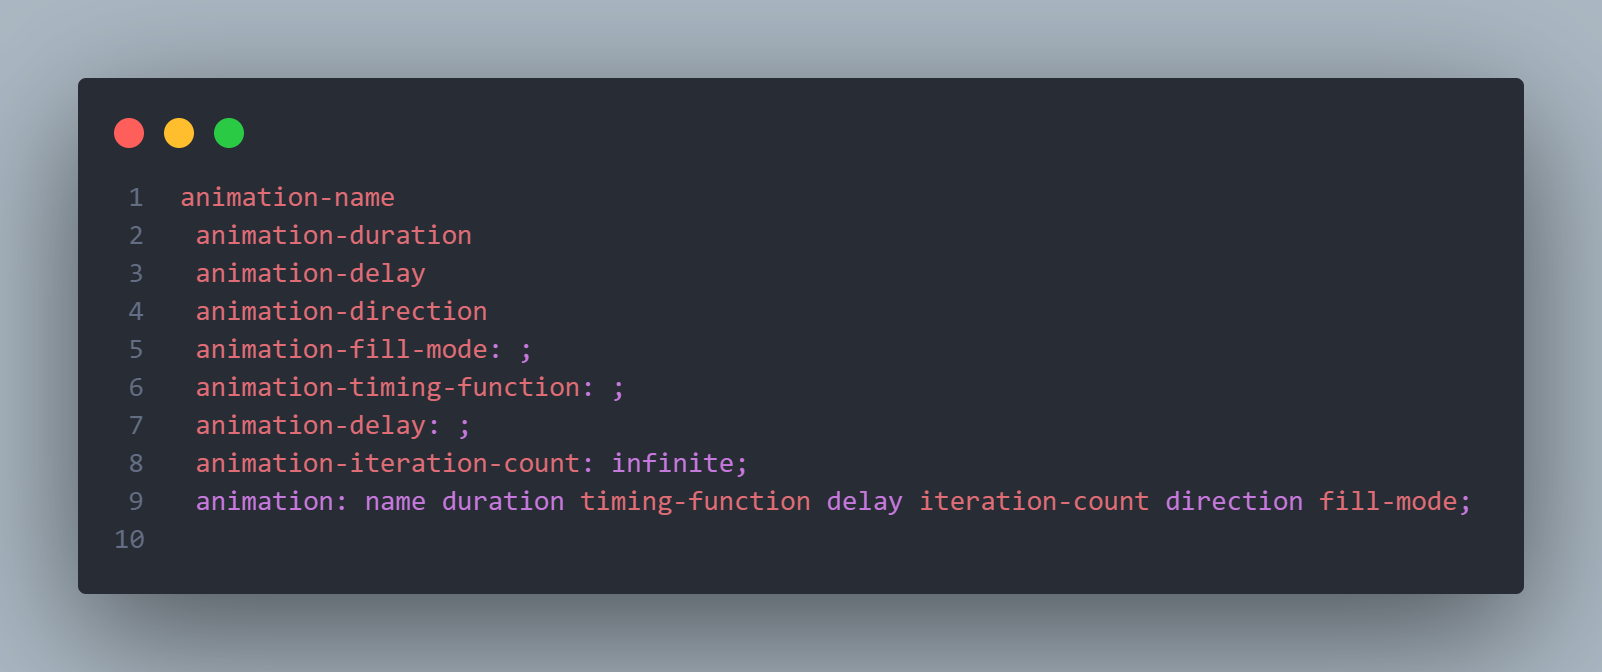 1 animation-name
2 animation-duration
3 animation-delay
4 animation-direction
5 animation-fill-mode: ;
6 animation-timing-function: ;
7 animation-delay: ;
8 animation-iteration-count: infinite;
9 animation: name duration timing-function delay iteration-count direction fill-mode;
10